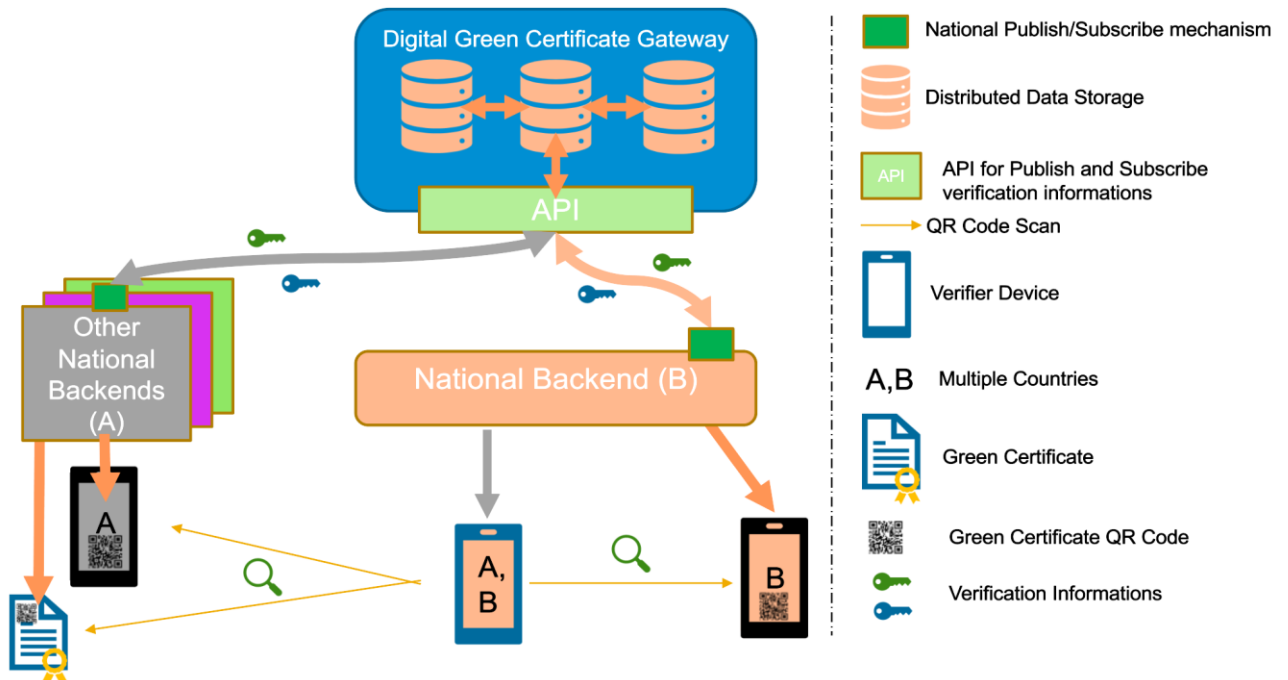 Digital Green Certificate Gateway
API
Other
National
Backends
(A)
National Backend (B)
A
A,
B
B
National Publish/Subscribe mechanism
Distributed Data Storage
API
API for Publish and Subscribe
verification informations
QR Code Scan
Verifier Device
A,B
Multiple Countries
Green Certificate
Green Certificate QR Code
Verification Informations